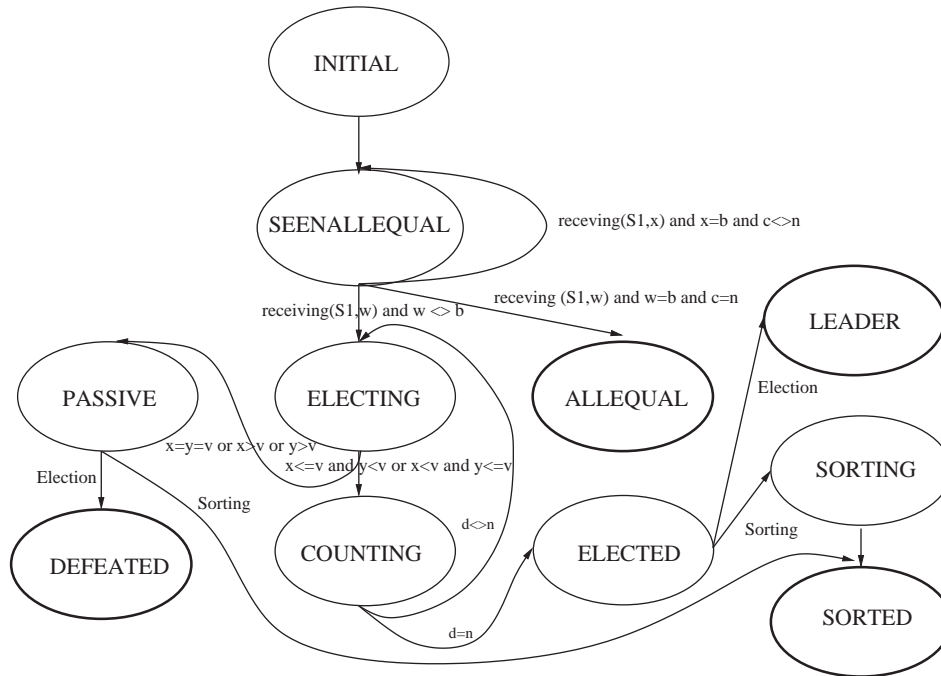 INITIAL
SEENALLEQUAL
receving(S1,x) and x=b and c<>n
receiving(S1,w) and w <> b
receving (S1,w) and w=b and c=n
LEADER
PASSIVE
ELECTING
ALLEQUAL
Election
x=y=v or x>v or y>v
x<=v and y<v or x<v and y<=v
SORTING
Election
Sorting
d<>n
Sorting
DEFEATED
COUNTING
ELECTED
d=n
SORTED